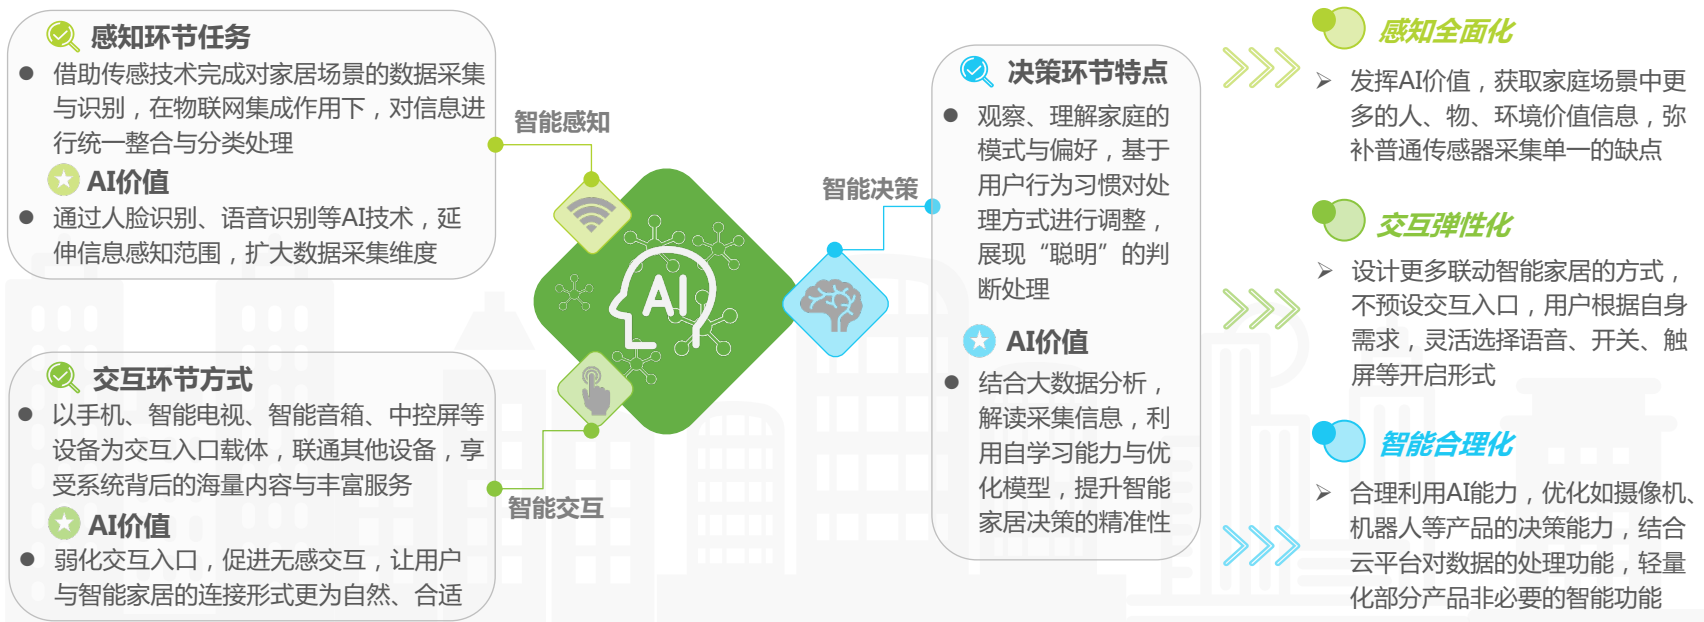 感知环节任务
借助传感技术完成对家居场景的数据采集
与识别，在物联网集成作用下，对信息进
行统一整合与分类处理
AI价值
通过人脸识别、语音识别等AI技术，延
伸信息感知范围，扩大数据采集维度
交互环节方式
以手机、智能电视、智能音箱、中控屏等
设备为交互入口载体，联通其他设备，享
受系统背后的海量内容与丰富服务
AI价值
弱化交互入口，促进无感交互，让用户
与智能家居的连接形式更为自然、合适
智能感知
AI
智能交互
智能决策
决策环节特点
观察、理解家庭的
模式与偏好，基于
用户行为习惯对处
理方式进行调整，
展现“聪明”的判
断处理
AI价值
结合大数据分析，
解读采集信息，利
用自学习能力与优
化模型，提升智能
家居决策的精准性
感知全面化
发挥AI价值，获取家庭场景中更
多的人、物、环境价值信息，弥
补普通传感器采集单一的缺点
交互弹性化
设计更多联动智能家居的方式，
不预设交互入口，用户根据自身
需求，灵活选择语音、开关、触
屏等开启形式
智能合理化
合理利用AI能力，优化如摄像机、
机器人等产品的决策能力，结合
云平台对数据的处理功能，轻量
化部分产品非必要的智能功能